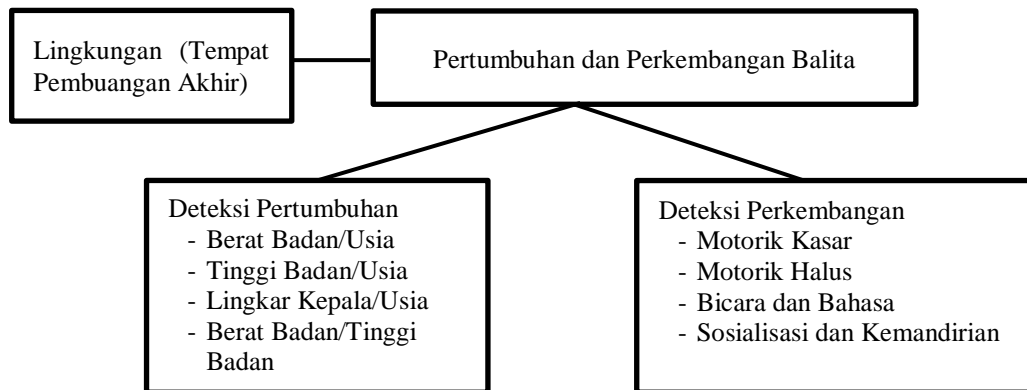 Lingkungan (Tempat
Pembuangan Akhir)
Pertumbuhan dan Perkembangan Balita
Deteksi Pertumbuhan
- Berat Badan/Usia
- Tinggi Badan/Usia
- Lingkar Kepala/Usia
- Berat Badan/Tinggi
Badan
Deteksi Perkembangan
- Motorik Kasar
- Motorik Halus
- Bicara dan Bahasa
- Sosialisasi dan Kemandirian